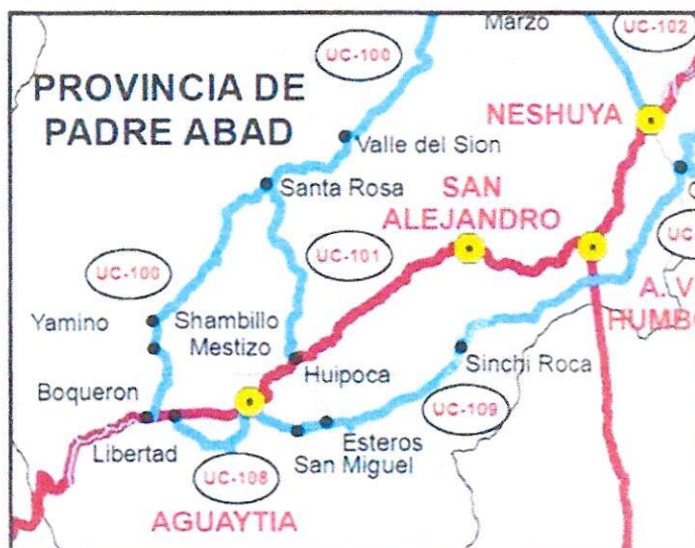 Marzo
UC-102
UC-100
PROVINCIA DE
PADRE ABAD
NESHUYA
Valle del Sion
Santa Rosa
SAN
ALEJANDRO
UC-101
UC-100
Yamino
Shambillo
Mestizo
Huipoca
Sinchi Roca
Boqueron
UC-109
Libertad
Esteros
San Miguel
UC-108
AGUAYTIA